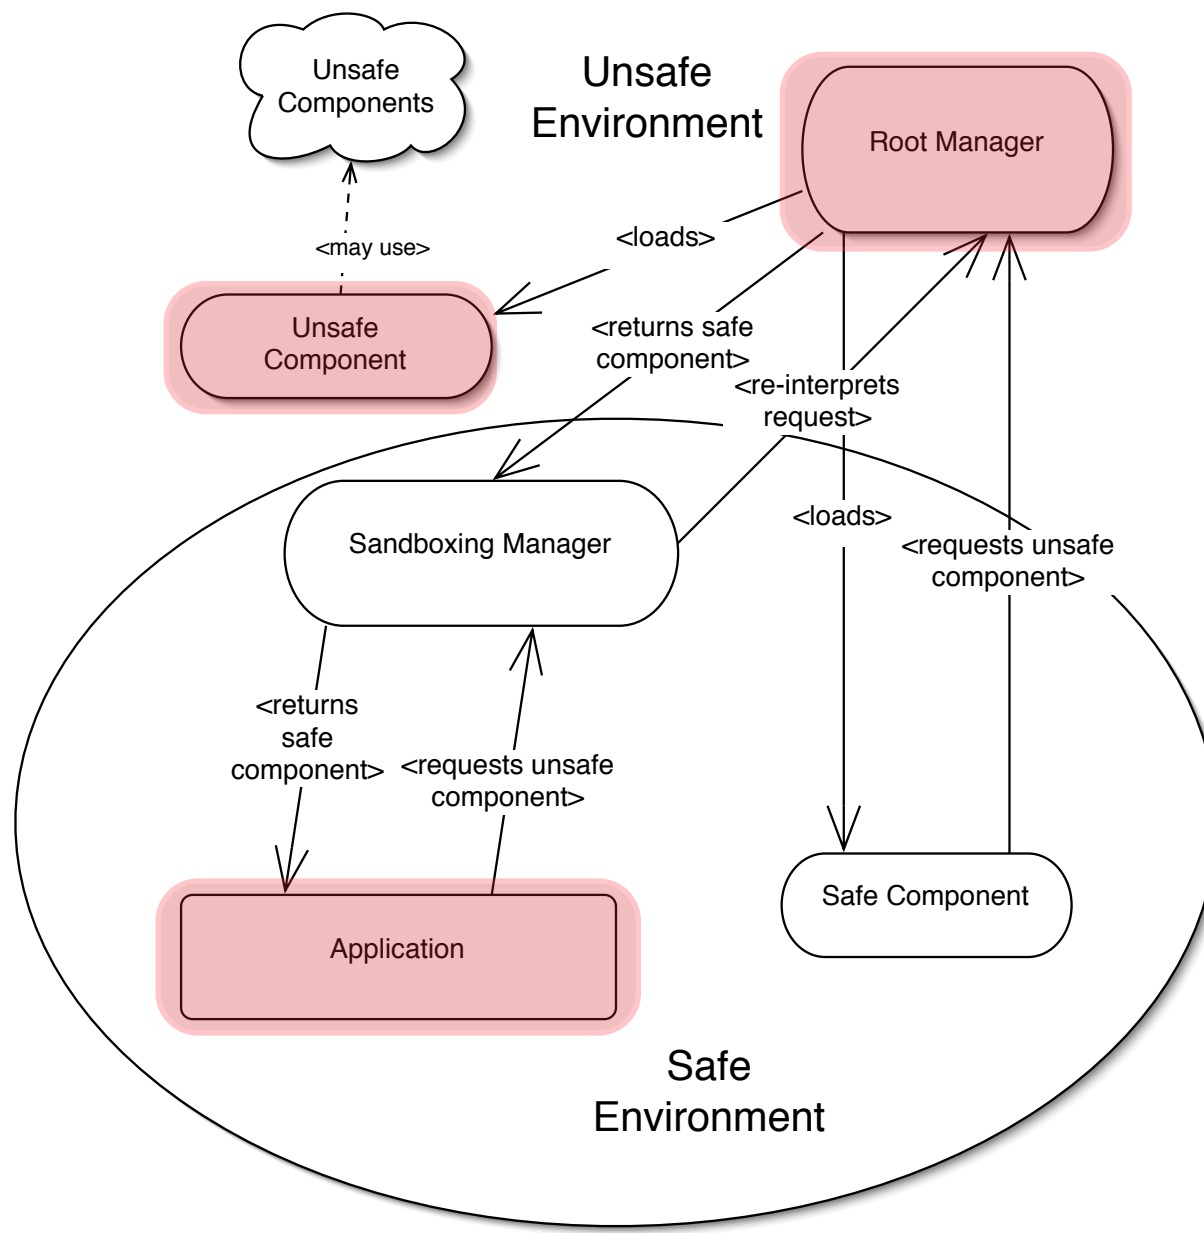 Unsafe
Components
Unsafe
Environment
Root Manager
<may use>
<loads>
Unsafe
Component
<returns safe
component>
<re-interprets
request>
Sandboxing Manager
<loads>
<requests unsafe
component>
<returns
safe
component>
<requests unsafe
component>
Safe Component
Application
Safe
Environment